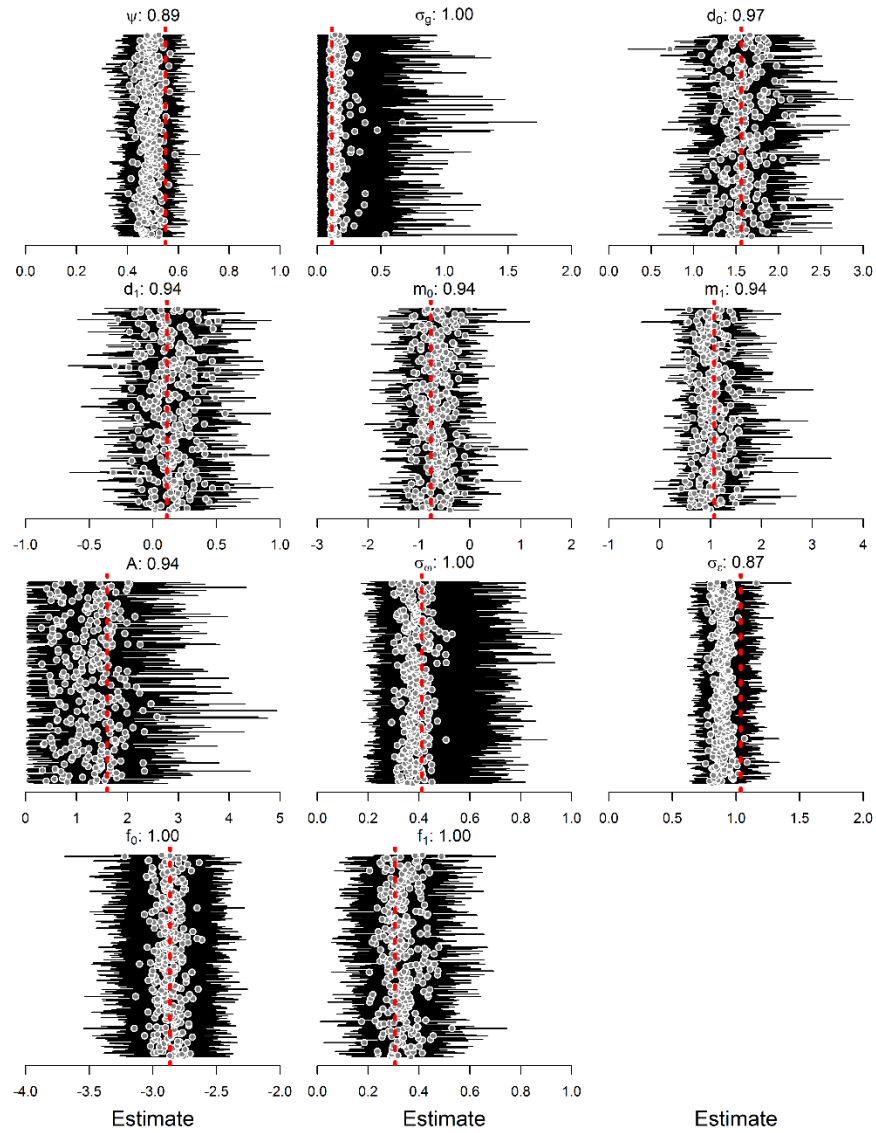 ψ: 0.89 σg: 1.00 d0: 0.97
0.0 0.2 0.4 0.6 0.8 1.0 0.0 0.5 1.0 1.5 2.0 0.0 0.5 1.0 1.5 2.0 2.5 3.0
d1: 0.94 m0: 0.94 m1: 0.94
-1.0 -0.5 0.0 0.5 1.0 -3 -2 -1 0 1 2 -1 0 1 2 3 4
A: 0.94 σω: 1.00 σε: 0.87
0 1 2 3 4 5 0.0 0.2 0.4 0.6 0.8 1.0 0.0 0.5 1.0 1.5 2.0
f0: 1.00 f1: 1.00
-4.0 -3.5 -3.0 -2.5 -2.0 0.0 0.2 0.4 0.6 0.8 1.0
Estimate Estimate Estimate